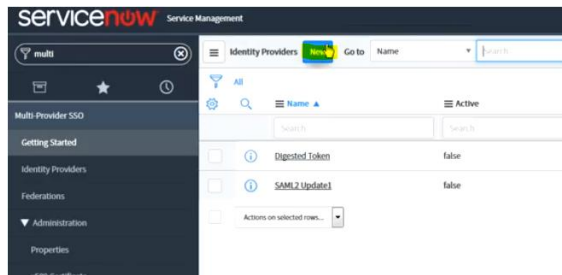 servicenow Service Management
multi
Identity Providers New Go to Name Search
All
Name Active
Search Search
Multi-Provider SSO
Getting Started
Digested Token false
Identity Providers
SAML2 Update1 false
Federations
Actions on selected rows...
Administration
Properties